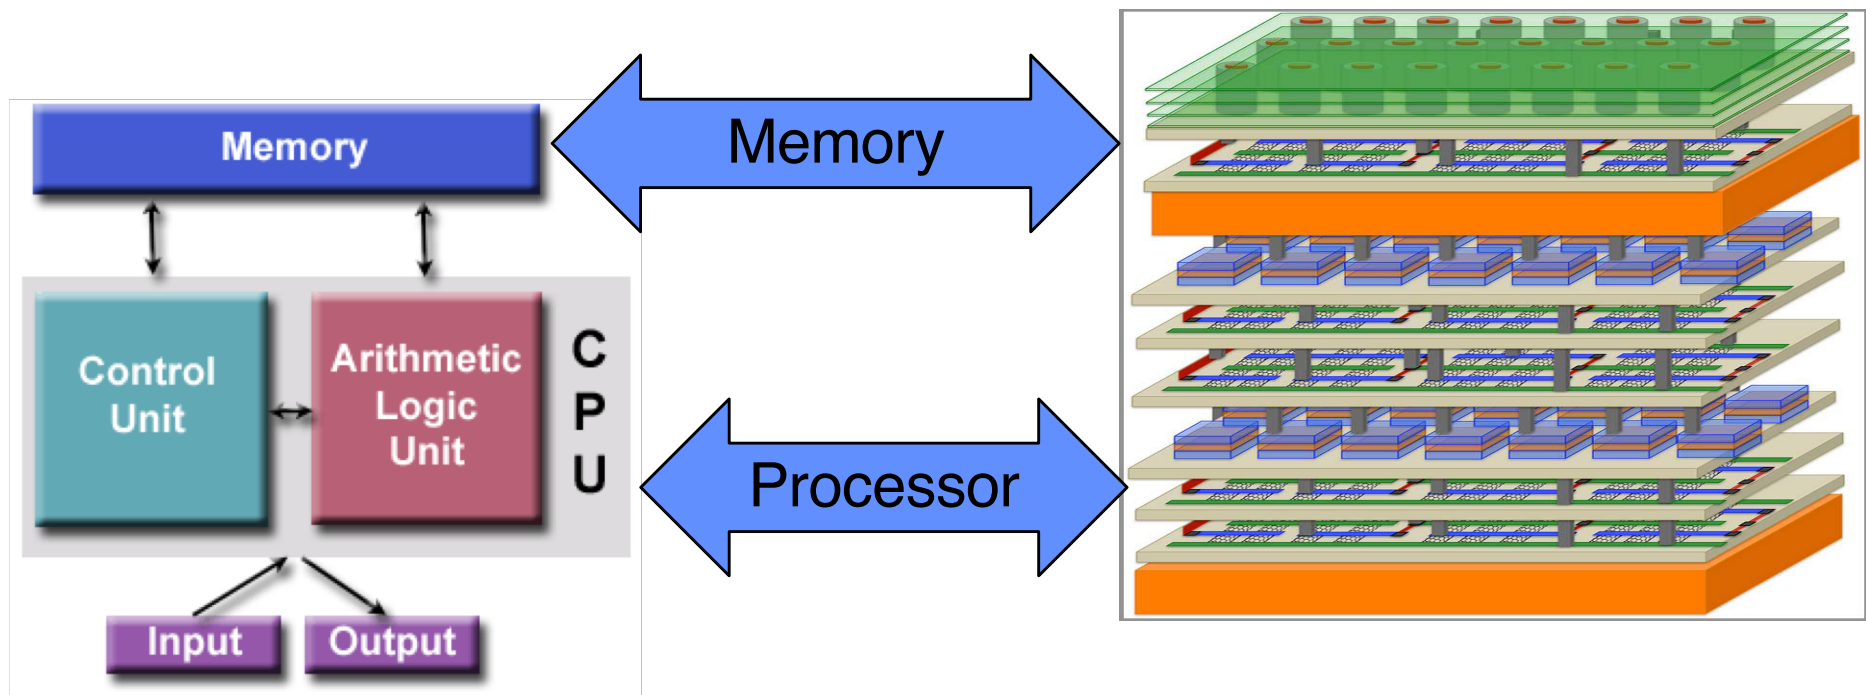 Memory
Control
Unit
Arithmetic
Logic
Unit
C
P
U
Input
Output
Memory
Processor